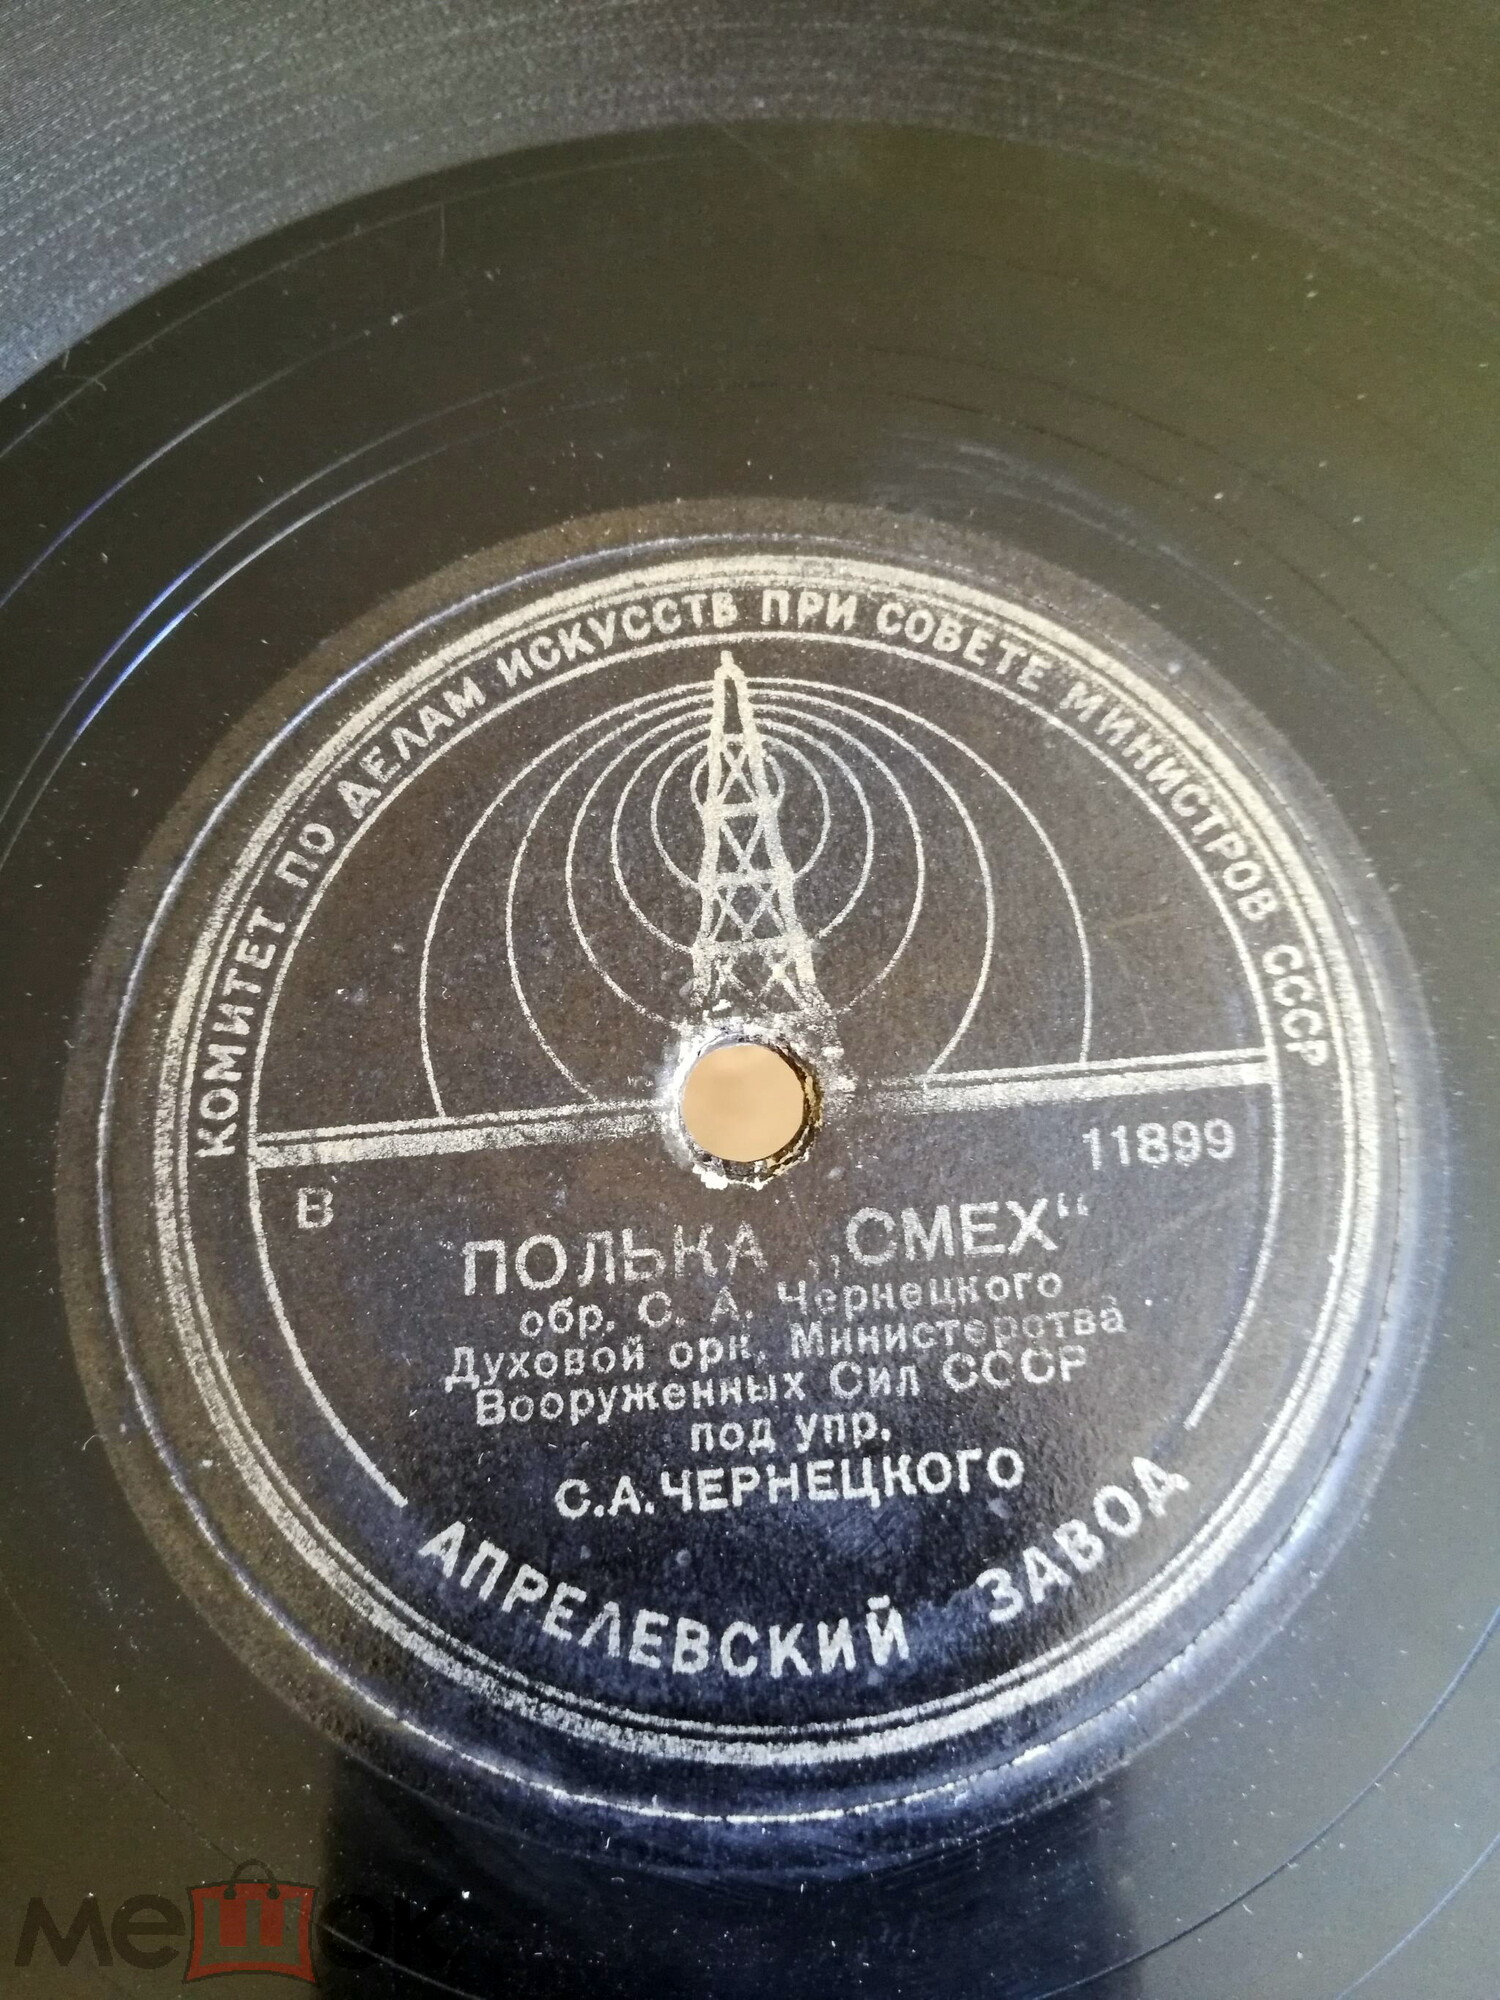 КОМИТЕТ ПО ДЕЛАМ ИСКУССТВ ПРИ СОВЕТЕ МИНИСТРОВ СССР
В
11899
ПОЛЬКА „СМЕХ“
обр. С. А. Чернецкого
Духовой орк. Министерства
Вооруженных Сил СССР
под упр.
С.А.ЧЕРНЕЦКОГО
АПРЕЛЕВСКИЙ ЗАВОД
мешок